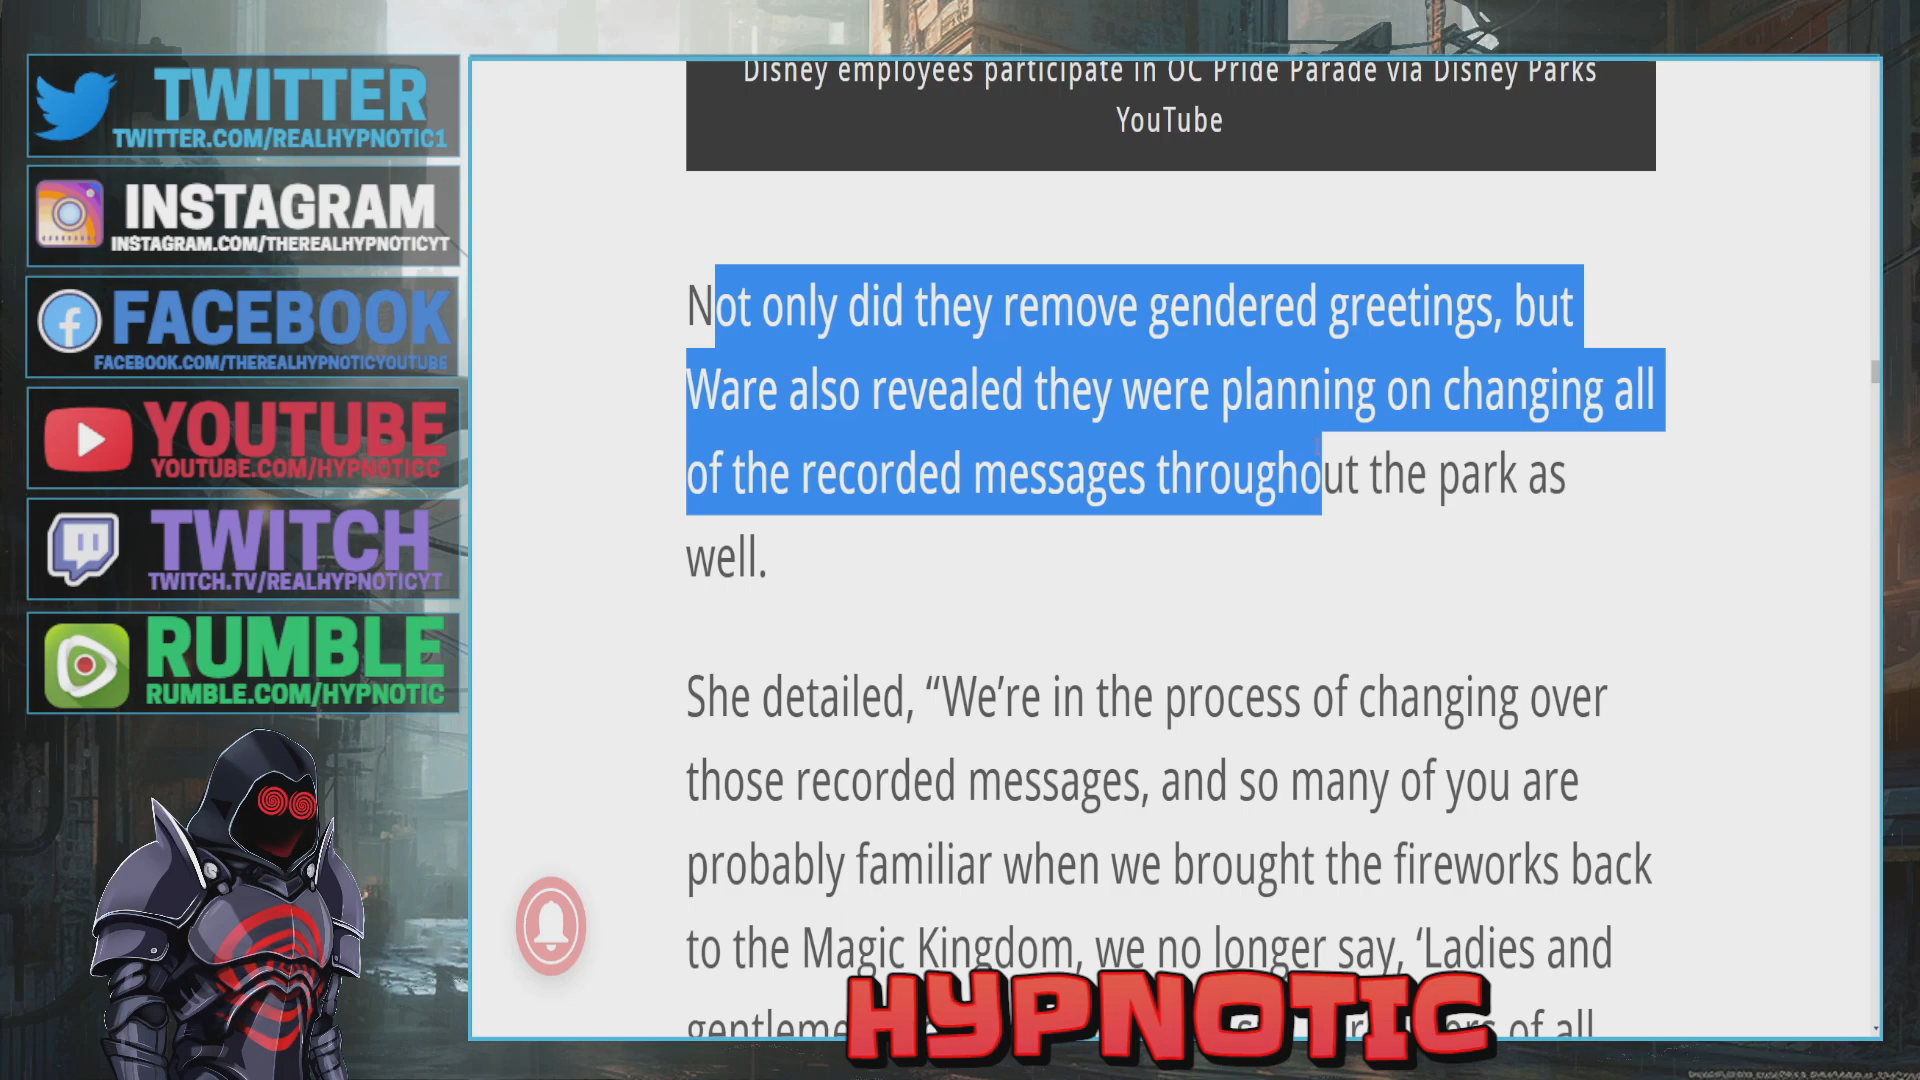 TWITTER
TWITTER.COM/REALHYPNOTIC1
INSTAGRAM
INSTAGRAM.COM/THEREALHYPNOTICYT
FACEBOOK
FACEBOOK.COM/THEREALHYPNOTICYOUTUBE
YOUTUBE
YOUTUBE.COM/HYPNOTICC
TWITCH
TWITCH.TV/REALHYPNOTICYT
RUMBLE
RUMBLE.COM/HYPNOTIC
Disney employees participate in OC Pride Parade via Disney Parks
YouTube
Not only did they remove gendered greetings, but
Ware also revealed they were planning on changing all
of the recorded messages throughout the park as
well.
She detailed, “We’re in the process of changing over
those recorded messages, and so many of you are
probably familiar when we brought the fireworks back
to the Magic Kingdom, we no longer say, ‘Ladies and
of all
HYPNOTIC